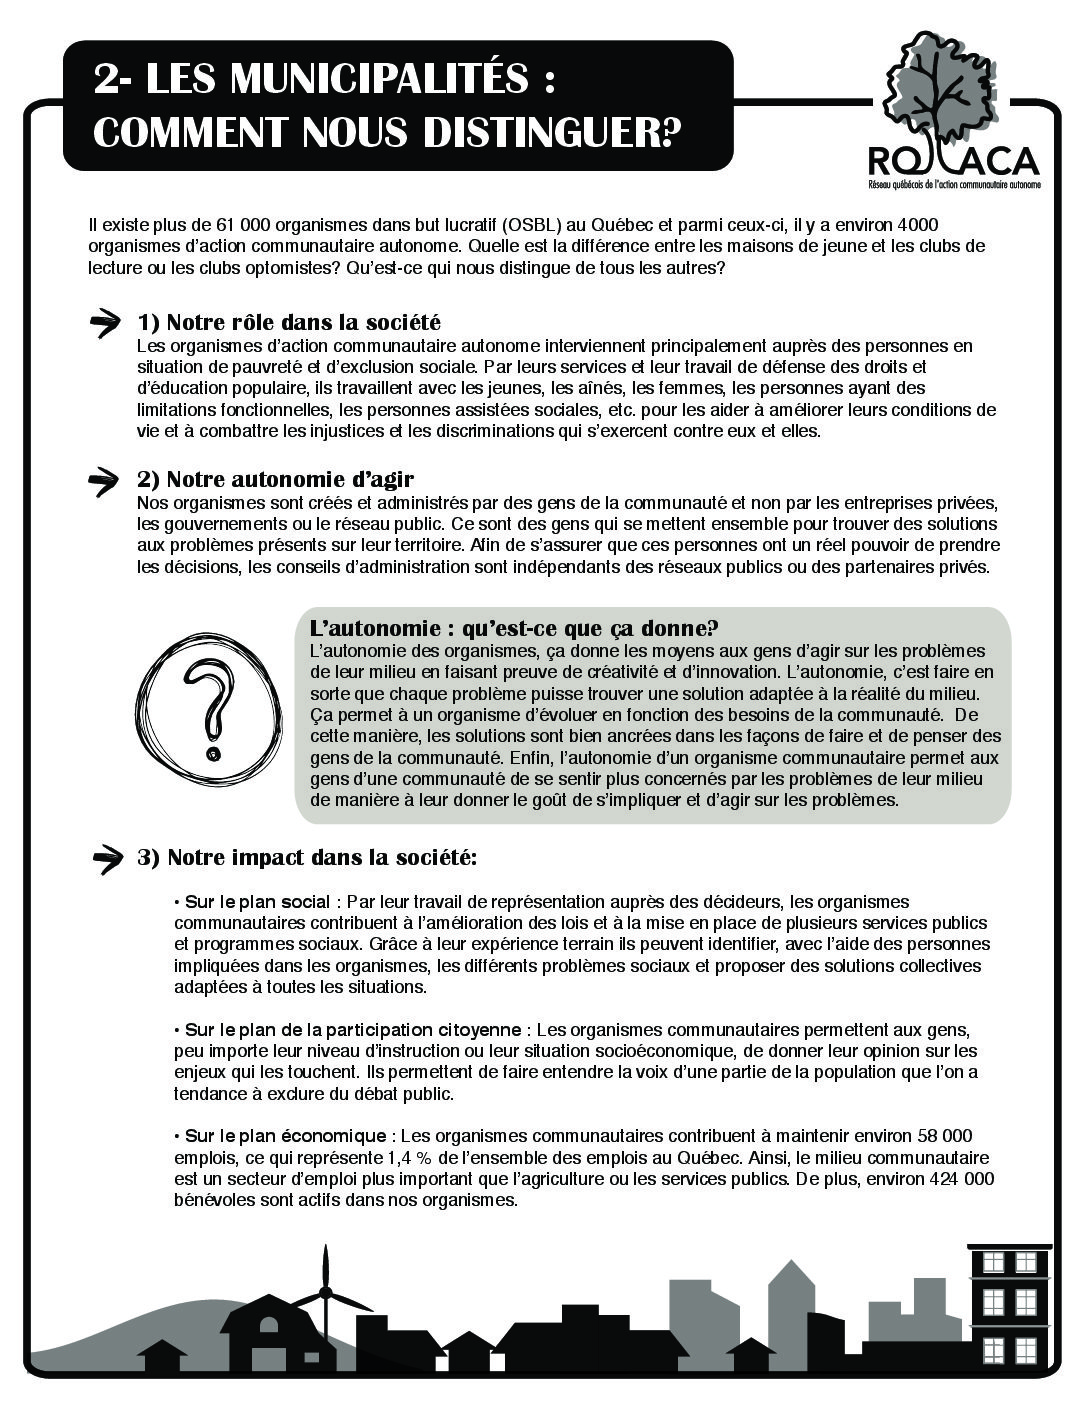 2- LES MUNICIPALITÉS :
COMMENT NOUS DISTINGUER?
RQ ACA
Réseau québécois de l'action communautaire autonome
Il existe plus de 61 000 organismes dans but lucratif (OSBL) au Québec et parmi ceux-ci, il y a environ 4000
organismes d'action communautaire autonome. Quelle est la différence entre les maisons de jeune et les clubs de
lecture ou les clubs optomistes? Qu'est-ce qui nous distingue de tous les autres?
1) Notre rôle dans la société
Les organismes d'action communautaire autonome interviennent principalement auprès des personnes en
situation de pauvreté et d'exclusion sociale. Par leurs services et leur travail de défense des droits et
d'éducation populaire, ils travaillent avec les jeunes, les aînés, les femmes, les personnes ayant des
limitations fonctionnelles, les personnes assistées sociales, etc. pour les aider à améliorer leurs conditions de
vie et à combattre les injustices et les discriminations qui s'exercent contre eux et elles.
2) Notre autonomie d'agir
Nos organismes sont créés et administrés par des gens de la communauté et non par les entreprises privées,
les gouvernements ou le réseau public. Ce sont des gens qui se mettent ensemble pour trouver des solutions
aux problèmes présents sur leur territoire. Afin de s'assurer que ces personnes ont un réel pouvoir de prendre
les décisions, les conseils d'administration sont indépendants des réseaux publics ou des partenaires privés.
?
L'autonomie : qu'est-ce que ça donne?
L'autonomie des organismes, ça donne les moyens aux gens d'agir sur les problèmes
de leur milieu en faisant preuve de créativité et d'innovation. L'autonomie, c'est faire en
sorte que chaque problème puisse trouver une solution adaptée à la réalité du milieu.
Ça permet à un organisme d'évoluer en fonction des besoins de la communauté. De
cette manière, les solutions sont bien ancrées dans les façons de faire et de penser des
gens de la communauté. Enfin, l'autonomie d'un organisme communautaire permet aux
gens d'une communauté de se sentir plus concernés par les problèmes de leur milieu
de manière à leur donner le goût de s'impliquer et d'agir sur les problèmes.
3) Notre impact dans la société:
• Sur le plan social : Par leur travail de représentation auprès des décideurs, les organismes
communautaires contribuent à l'amélioration des lois et à la mise en place de plusieurs services publics
et programmes sociaux. Grâce à leur expérience terrain ils peuvent identifier, avec l'aide des personnes
impliquées dans les organismes, les différents problèmes sociaux et proposer des solutions collectives
adaptées à toutes les situations.
• Sur le plan de la participation citoyenne : Les organismes communautaires permettent aux gens,
peu importe leur niveau d'instruction ou leur situation socioéconomique, de donner leur opinion sur les
enjeux qui les touchent. Ils permettent de faire entendre la voix d'une partie de la population que l'on a
tendance à exclure du débat public.
• Sur le plan économique : Les organismes communautaires contribuent à maintenir environ 58 000
emplois, ce qui représente 1,4 % de l'ensemble des emplois au Québec. Ainsi, le milieu communautaire
est un secteur d'emploi plus important que l'agriculture ou les services publics. De plus, environ 424 000
bénévoles sont actifs dans nos organismes.